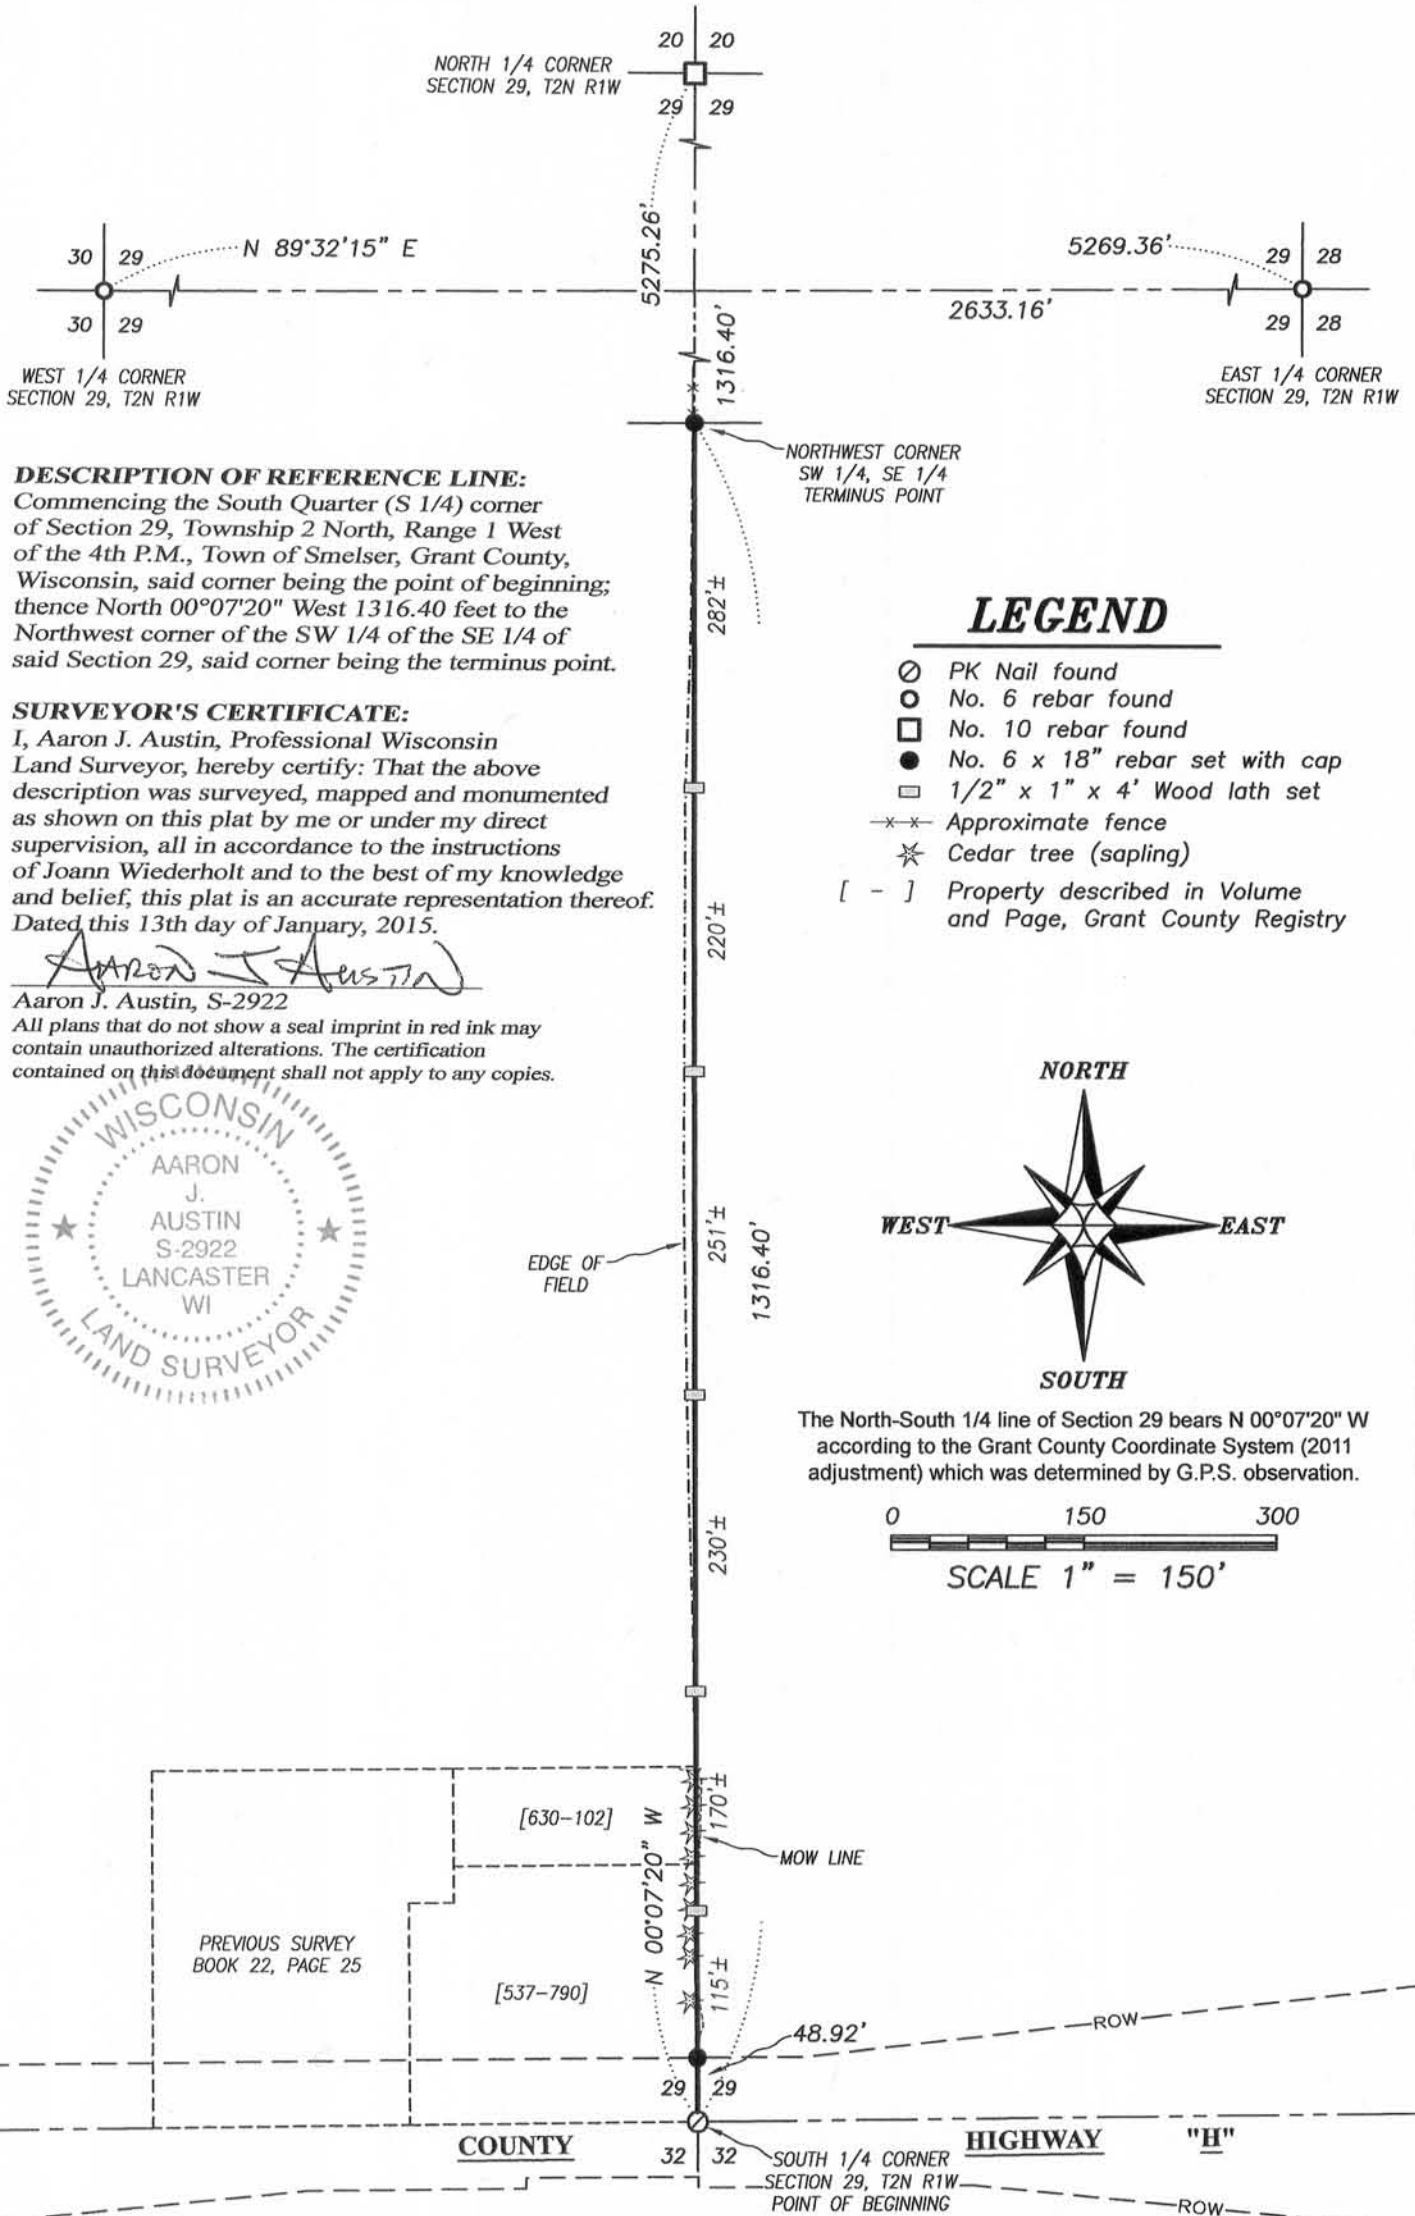 20 20
NORTH 1/4 CORNER
SECTION 29, T2N R1W
29 29
5275.26'
30 29
N 89°32'15" E
5269.36'
29 28
2633.16'
30 29
29 28
WEST 1/4 CORNER
SECTION 29, T2N R1W
1316.40'
EAST 1/4 CORNER
SECTION 29, T2N R1W
NORTHWEST CORNER
SW 1/4, SE 1/4
TERMINUS POINT
DESCRIPTION OF REFERENCE LINE:
Commencing the South Quarter (S 1/4) corner
of Section 29, Township 2 North, Range 1 West
of the 4th P.M., Town of Smelser, Grant County,
Wisconsin, said corner being the point of beginning;
thence North 00°07'20" West 1316.40 feet to the
Northwest corner of the SW 1/4 of the SE 1/4 of
said Section 29, said corner being the terminus point.
SURVEYOR'S CERTIFICATE:
I, Aaron J. Austin, Professional Wisconsin
Land Surveyor, hereby certify: That the above
description was surveyed, mapped and monumented
as shown on this plat by me or under my direct
supervision, all in accordance to the instructions
of Joann Wiederholt and to the best of my knowledge
and belief, this plat is an accurate representation thereof.
Dated this 13th day of January, 2015.
AARON J AUSTIN
Aaron J. Austin, S-2922
All plans that do not show a seal imprint in red ink may
contain unauthorized alterations. The certification
contained on this document shall not apply to any copies.
WISCONSIN
AARON
J.
AUSTIN
S-2922
LANCASTER
WI
LAND SURVEYOR
282'±
220'±
251'±
1316.40'
EDGE OF
FIELD
230'±
LEGEND
PK Nail found
No. 6 rebar found
No. 10 rebar found
No. 6 x 18" rebar set with cap
1/2" x 1" x 4' Wood lath set
-x-x- Approximate fence
Cedar tree (sapling)
[ - ] Property described in Volume
and Page, Grant County Registry
NORTH
WEST
EAST
SOUTH
The North-South 1/4 line of Section 29 bears N 00°07'20" W
according to the Grant County Coordinate System (2011
adjustment) which was determined by G.P.S. observation.
0 150 300
SCALE 1" = 150'
170'±
[630-102]
N 00°07'20" W
MOW LINE
PREVIOUS SURVEY
BOOK 22, PAGE 25
[537-790]
115'±
48.92'
ROW
29 29
COUNTY
HIGHWAY
"H"
32 32
SOUTH 1/4 CORNER
SECTION 29, T2N R1W
POINT OF BEGINNING
ROW